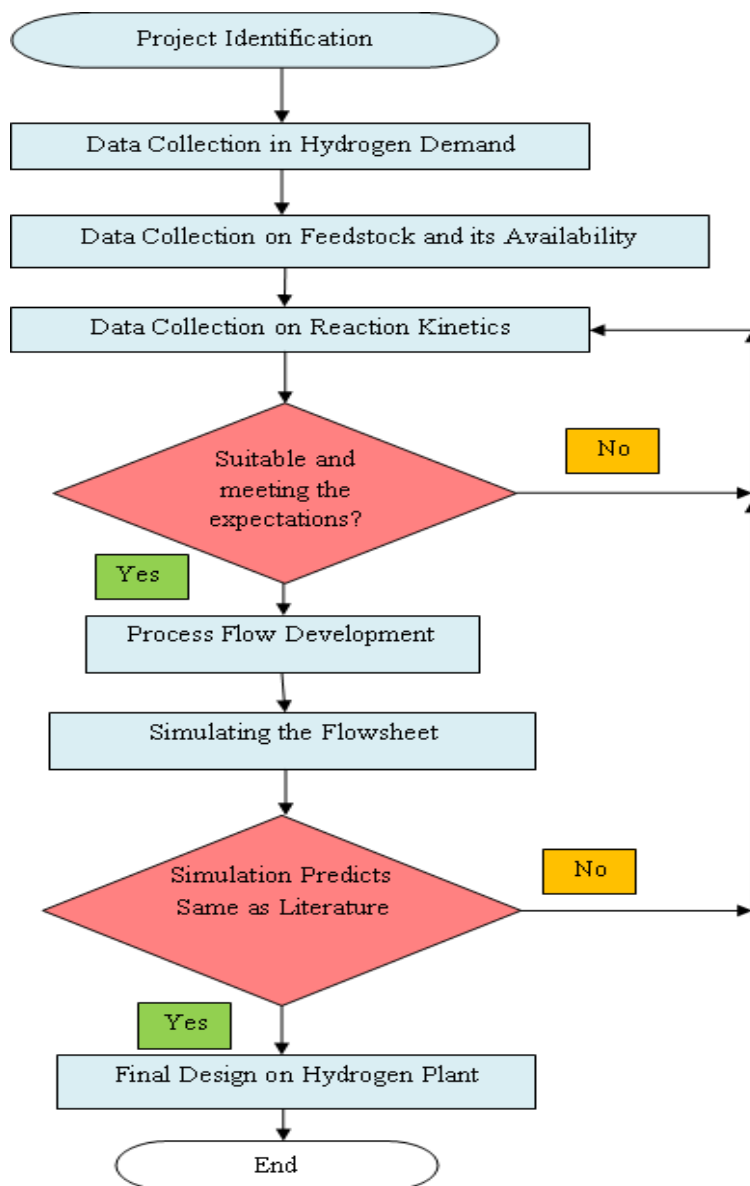 Project Identification
Data Collection in Hydrogen Demand
Data Collection on Feedstock and its Availability
Data Collection on Reaction Kinetics
Suitable and
meeting the
expectations?
No
Yes
Process Flow Development
Simulating the Flowsheet
Simulation Predicts
Same as Literature
No
Yes
Final Design on Hydrogen Plant
End